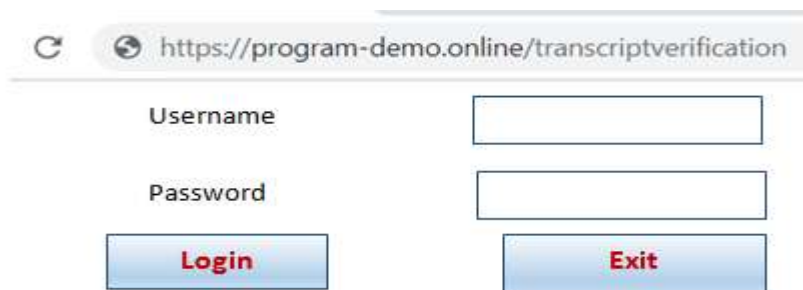 https://program-demo.online/transcriptverification
Username
Password
Login Exit